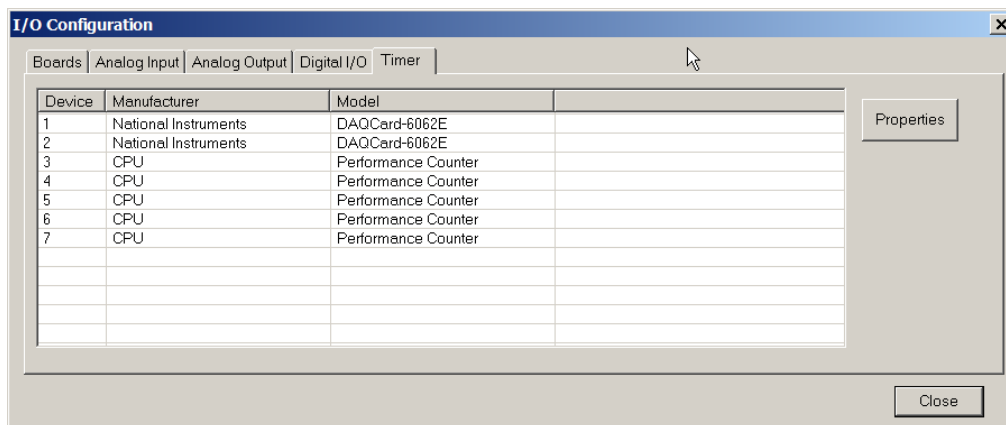 I/O Configuration
Boards Analog Input Analog Output Digital I/O Timer
Device Manufacturer Model
1 National Instruments DAQCard-6062E
2 National Instruments DAQCard-6062E
3 CPU Performance Counter
4 CPU Performance Counter
5 CPU Performance Counter
6 CPU Performance Counter
7 CPU Performance Counter
Properties
Close